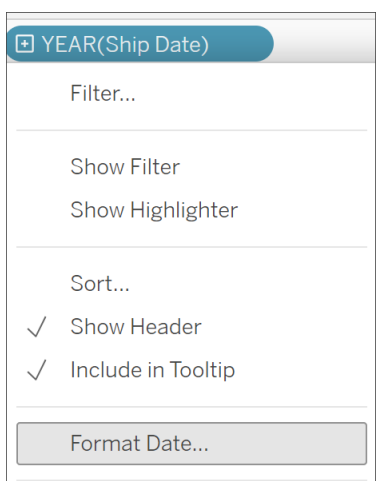 YEAR(Ship Date)
Filter...
Show Filter
Show Highlighter
Sort...
Show Header
Include in Tooltip
Format Date...